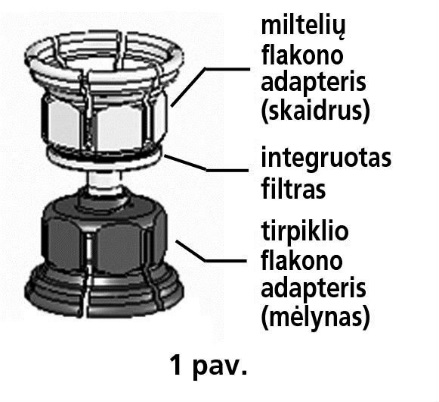 miltelių
flakono
adapteris
(skaidrus)
integruotas
filtras
tirpiklio
flakono
adapteris
(mėlynas)
1 pav.